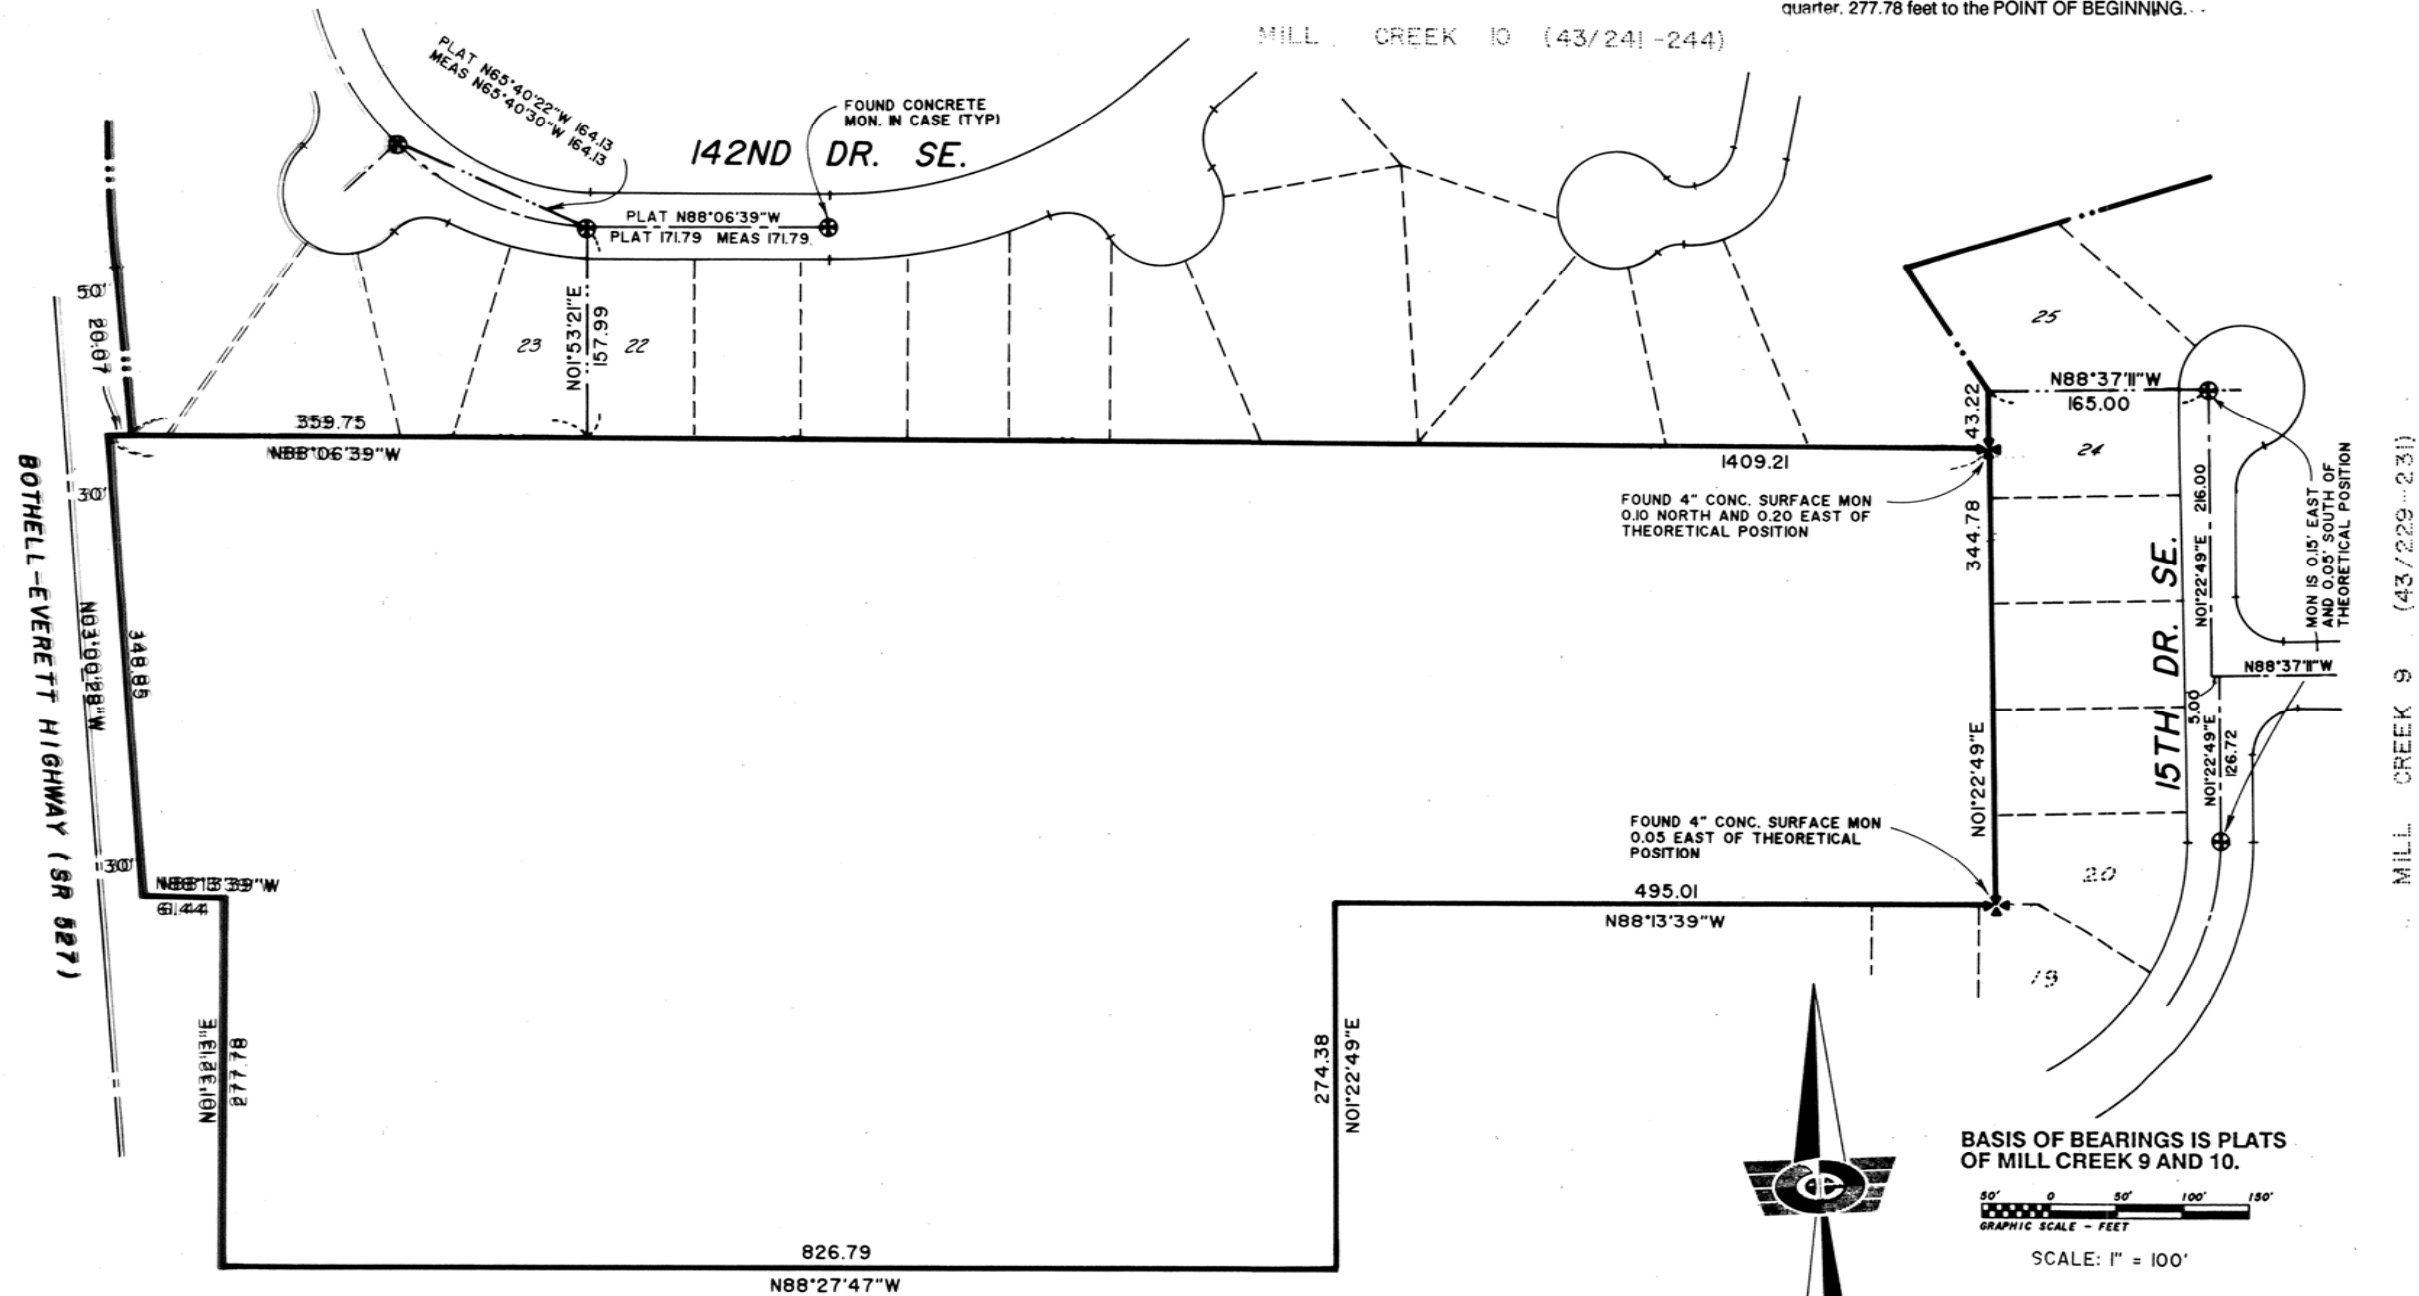 quarter, 277.78 feet to the POINT OF BEGINNING.
MILL CREEK 10 (43/241-244)
PLAT N65°40'22"W 164.13
MEAS N65°40'30"W 164.13
FOUND CONCRETE
MON. IN CASE (TYP)
142ND DR. SE.
PLAT N88°06'39"W
PLAT 171.79 MEAS 171.79
N01°53'21"E
157.99
23
22
50'
20.07
359.75
N88°06'39"W
30'
BOTHELL-EVERETT HIGHWAY (SR 527)
N03°00'28"W
348.85
30'
N88°13'39"W
61.44
277.78
826.79
N88°27'47"W
274.38
N01°22'49"E
495.01
N88°13'39"W
FOUND 4" CONC. SURFACE MON
0.05 EAST OF THEORETICAL
POSITION
FOUND 4" CONC. SURFACE MON
0.10 NORTH AND 0.20 EAST OF
THEORETICAL POSITION
1409.21
43.22
344.78
N01°22'49"E
25
N88°37'11"W
165.00
24
N01°22'49"E 216.00
15TH DR. SE.
MON IS 0.15' EAST
AND 0.05' SOUTH OF
THEORETICAL POSITION
N88°37'11"W
5.00
N01°22'49"E
126.72
20
19
MILL CREEK 9 (43/229-231)
BASIS OF BEARINGS IS PLATS
OF MILL CREEK 9 AND 10.
50' 0 50' 100' 150'
GRAPHIC SCALE - FEET
SCALE: 1" = 100'